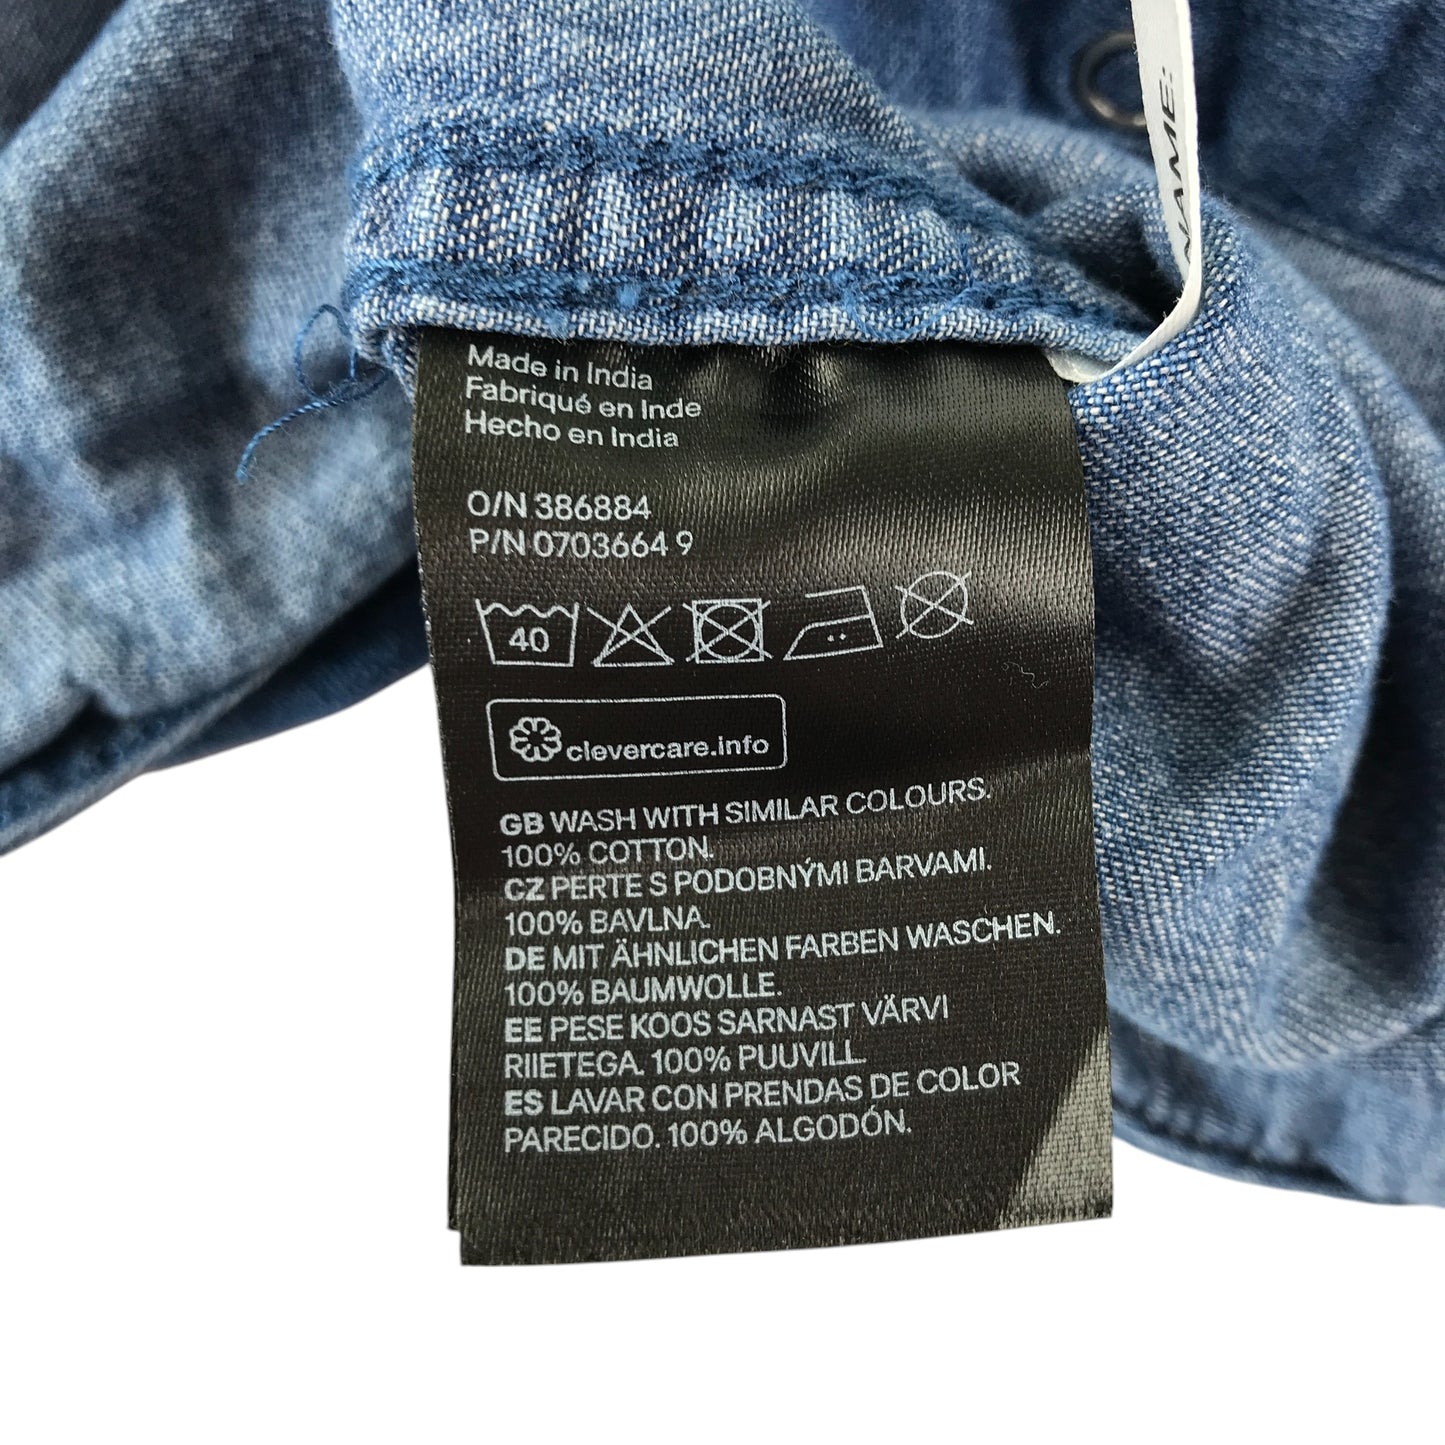 NAME:
Made in India
Fabriqué en Inde
Hecho en India
O/N 386884
P/N 0703664 9
40
clevercare.info
GB WASH WITH SIMILAR COLOURS.
100% COTTON.
CZ PERTE S PODOBNÝMI BARVAMI.
100% BAVLNA.
DE MIT ÄHNLICHEN FARBEN WASCHEN.
100% BAUMWOLLE.
EE PESE KOOS SARNAST VÄRVI
RIIETEGA. 100% PUUVILL.
ES LAVAR CON PRENDAS DE COLOR
PARECIDO. 100% ALGODÓN.